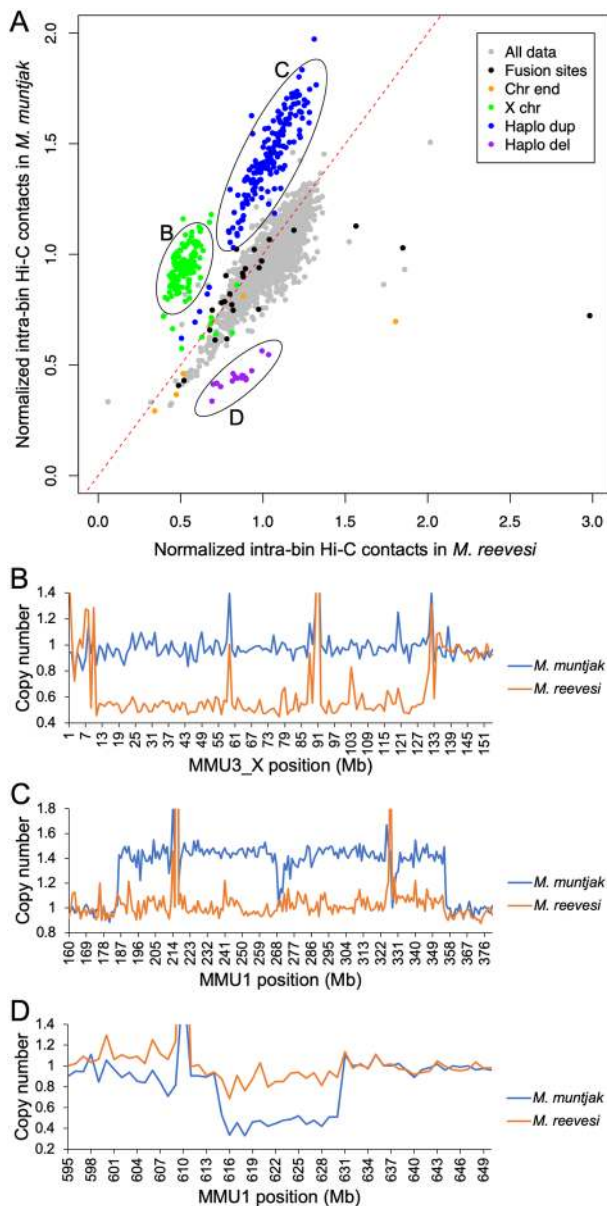 A
Normalized intra-bin Hi-C contacts in M. muntjak
2.0
1.5
1.0
0.5
0.0
C
B
D
All data
Fusion sites
Chr end
X chr
Haplo dup
Haplo del
0.0 0.5 1.0 1.5 2.0 2.5 3.0
Normalized intra-bin Hi-C contacts in M. reevesi
B
Copy number
1.4
1.2
1
0.8
0.6
0.4
M. muntjak
M. reevesi
1 7 13 19 25 31 37 43 49 55 61 67 73 79 85 91 97 103 109 115 121 127 133 139 145 151
MMU3_X position (Mb)
C
Copy number
1.8
1.6
1.4
1.2
1
0.8
M. muntjak
M. reevesi
160 169 178 187 196 205 214 223 232 241 250 259 268 277 286 295 304 313 322 331 340 349 358 367 376
MMU1 position (Mb)
D
Copy number
1.4
1.2
1
0.8
0.6
0.4
0.2
M. muntjak
M. reevesi
595 598 601 604 607 610 613 616 619 622 625 628 631 634 637 640 643 646 649
MMU1 position (Mb)